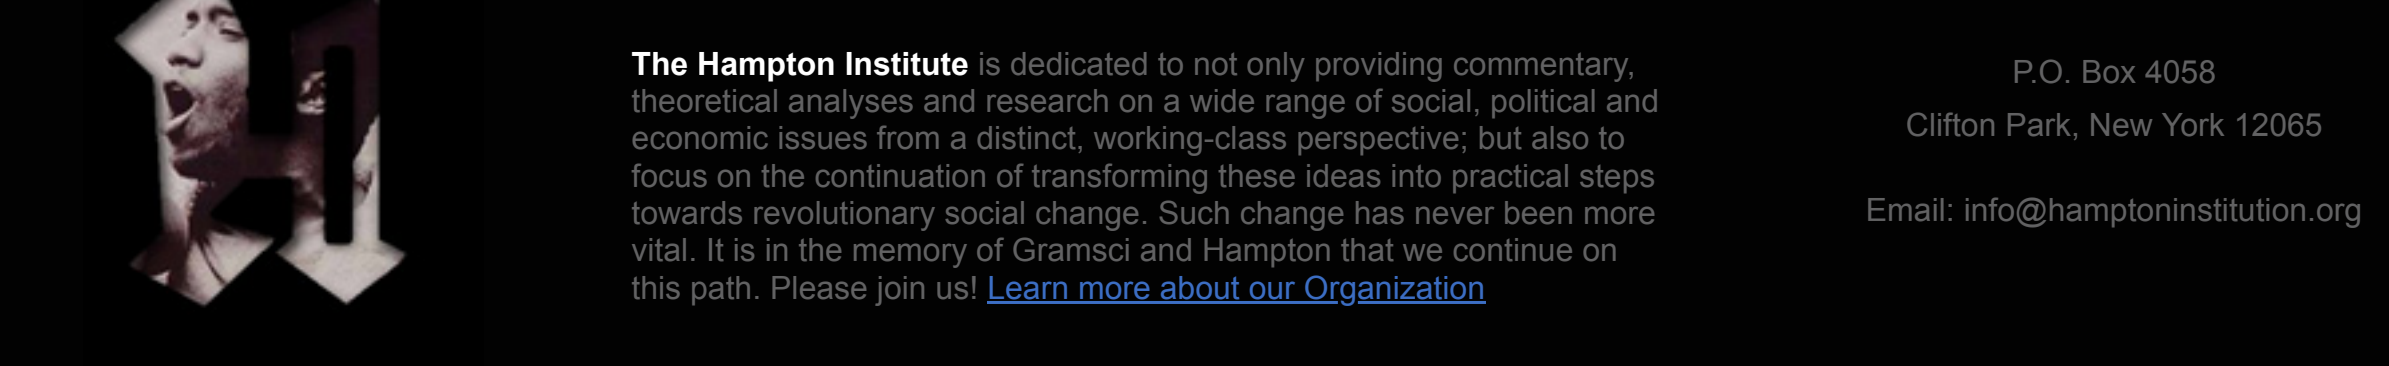 The Hampton Institute is dedicated to not only providing commentary,
theoretical analyses and research on a wide range of social, political and
economic issues from a distinct, working-class perspective; but also to
focus on the continuation of transforming these ideas into practical steps
towards revolutionary social change. Such change has never been more
vital. It is in the memory of Gramsci and Hampton that we continue on
this path. Please join us! Learn more about our Organization
P.O. Box 4058
Clifton Park, New York 12065
Email: info@hamptoninstitution.org